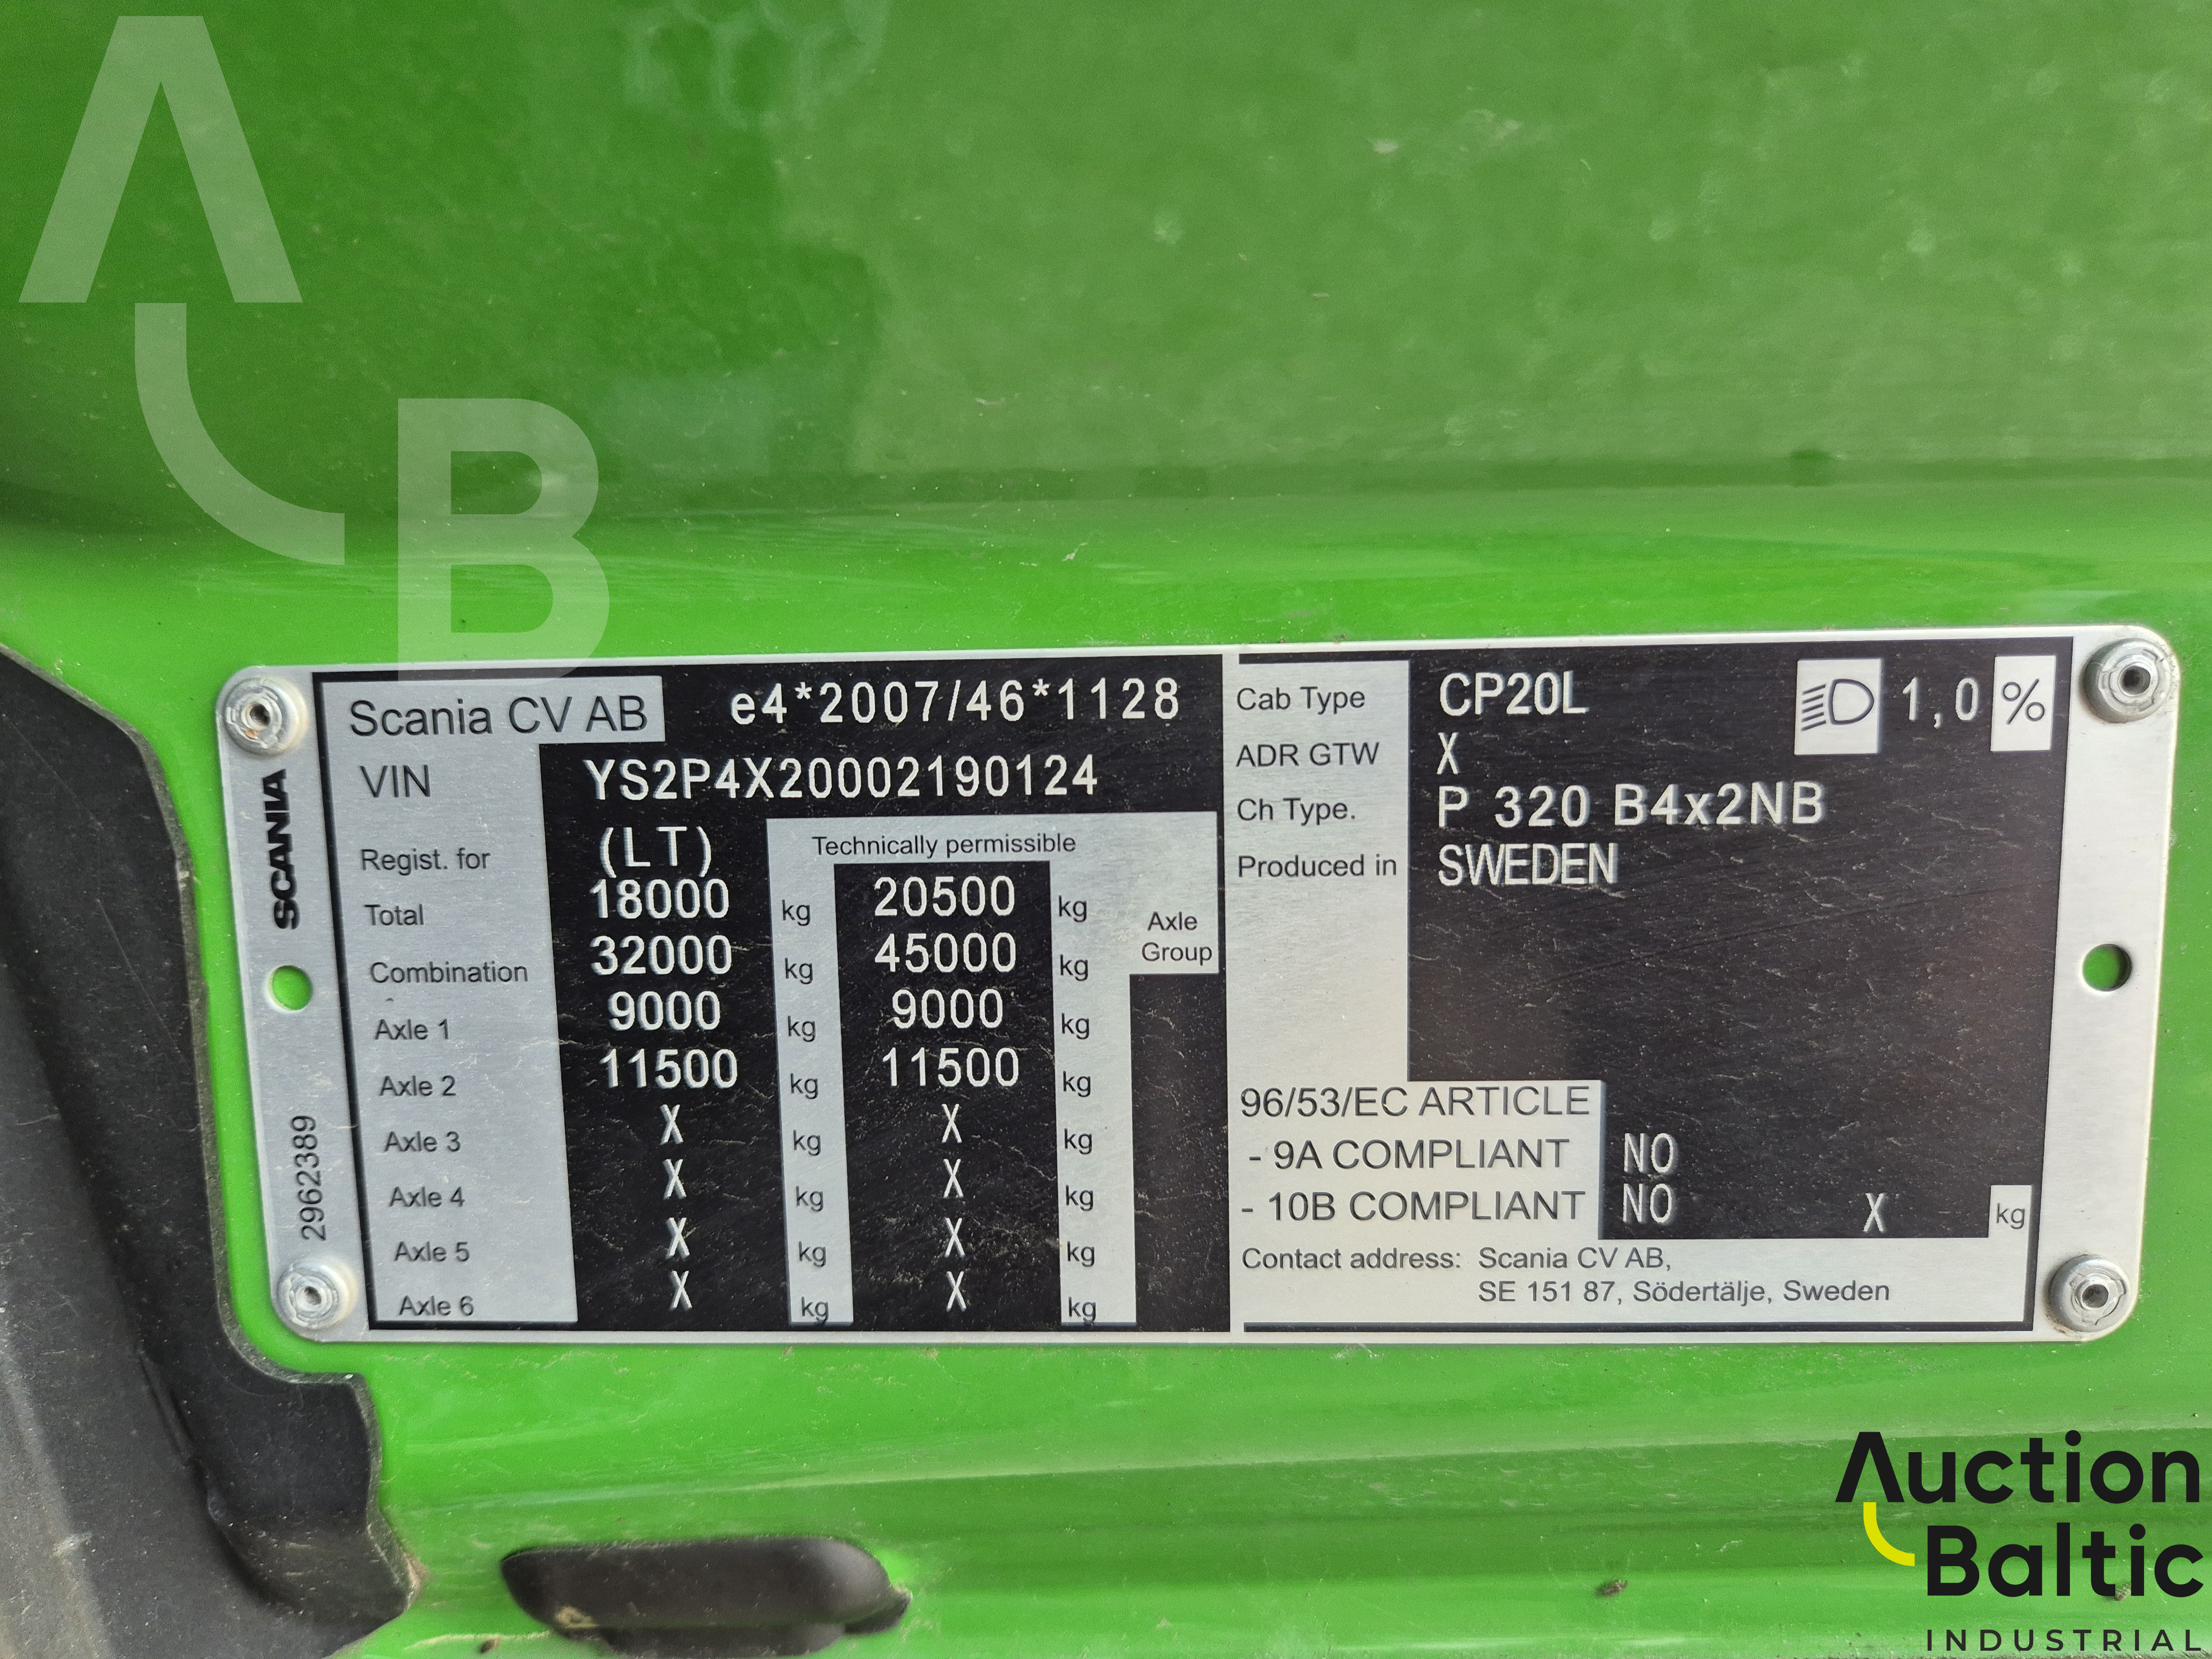 AB
Scania CV AB e4*2007/46*1128
VIN YS2P4X20002190124
Regist. for (LT) Technically permissible
Total 18000 kg 20500 kg Axle Group
Combination 32000 kg 45000 kg
Axle 1 9000 kg 9000 kg
Axle 2 11500 kg 11500 kg
Axle 3 X kg X kg
Axle 4 X kg X kg
Axle 5 X kg X kg
Axle 6 X kg X kg
SCANIA
2962389
Cab Type CP20L 1,0 %
ADR GTW X
Ch Type. P 320 B4x2NB
Produced in SWEDEN
96/53/EC ARTICLE
- 9A COMPLIANT NO
- 10B COMPLIANT NO X kg
Contact address: Scania CV AB,
SE 151 87, Södertälje, Sweden
Auction
Baltic
INDUSTRIAL